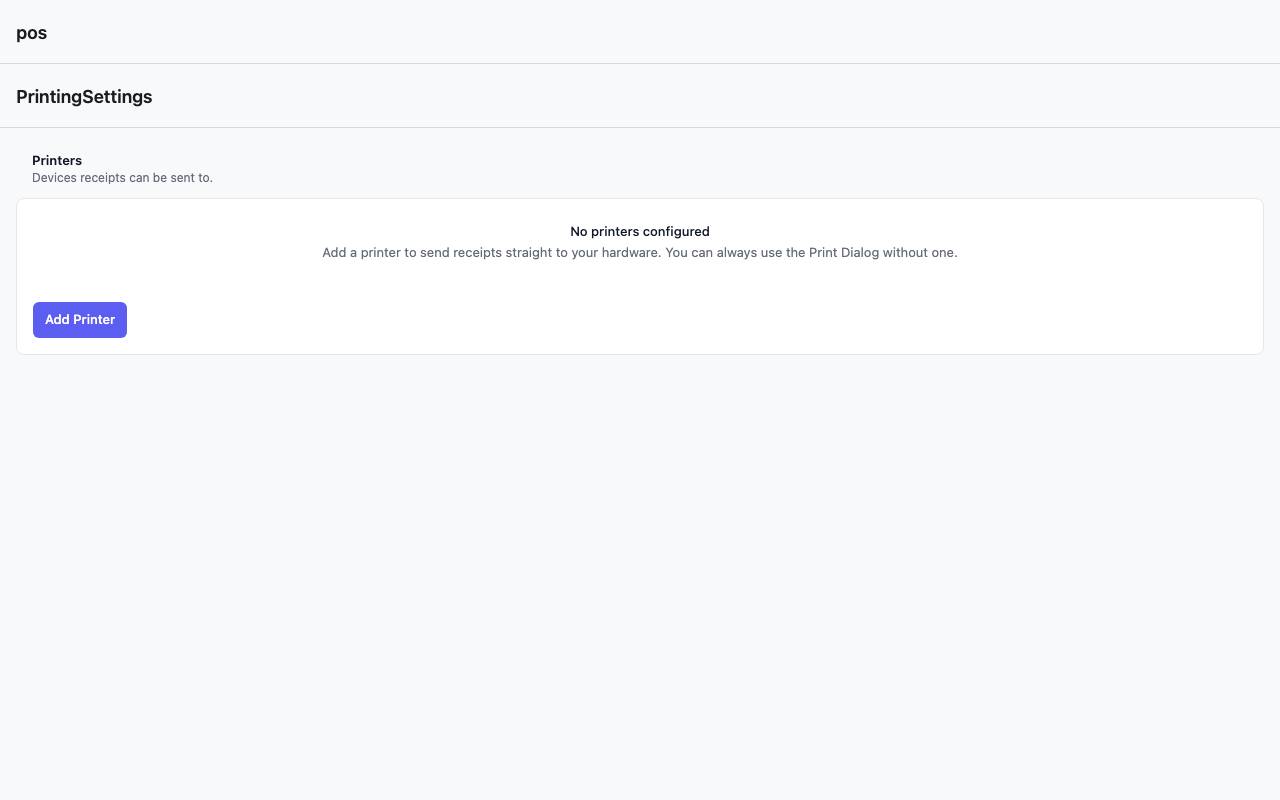 pos
PrintingSettings
Printers
Devices receipts can be sent to.
No printers configured
Add a printer to send receipts straight to your hardware. You can always use the Print Dialog without one.
Add Printer